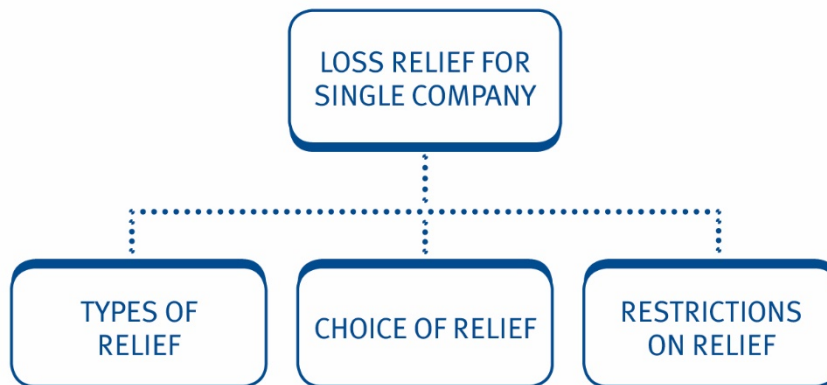 LOSS RELIEF FOR
SINGLE COMPANY
TYPES OF
RELIEF
CHOICE OF RELIEF
RESTRICTIONS
ON RELIEF